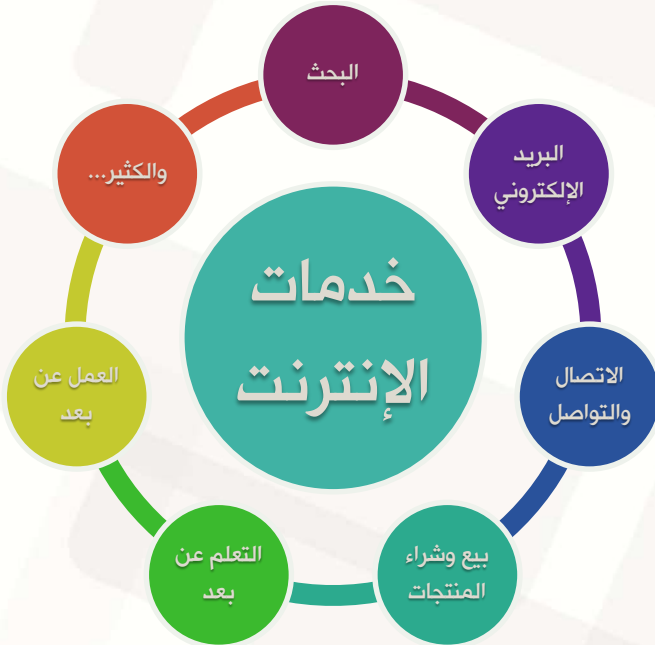 خدمات
الإنترنت
البحث
البريد
الإلكتروني
الاتصال
والتواصل
بيع وشراء
المنتجات
التعلم عن
بعد
العمل عن
بعد
والكثير...